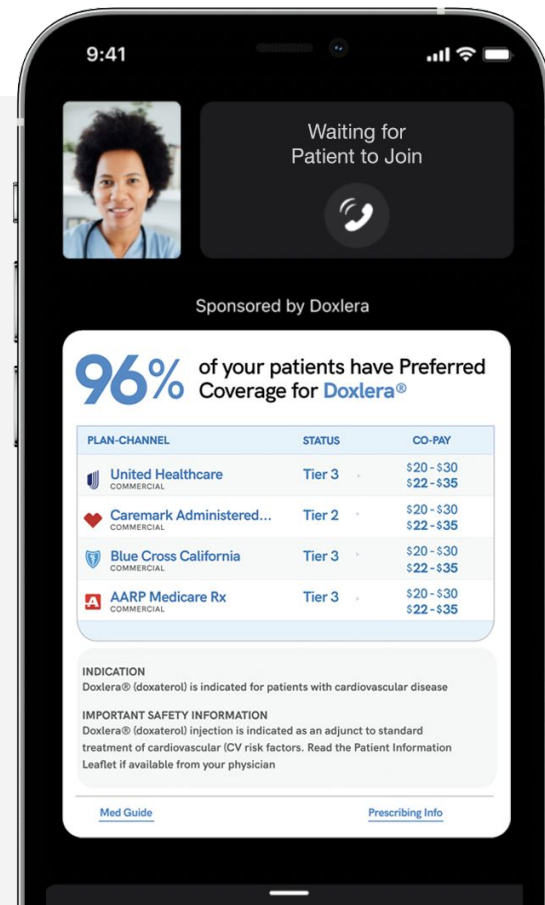 9:41
Waiting for
Patient to Join
Sponsored by Doxlera
96% of your patients have Preferred
Coverage for Doxlera®
PLAN-CHANNEL STATUS CO-PAY
United Healthcare Tier 3 $20-$30
COMMERCIAL $22-$35
Caremark Administered... Tier 2 $20-$30
COMMERCIAL $22-$35
Blue Cross California Tier 3 $20-$30
COMMERCIAL $22-$35
AARP Medicare Rx Tier 3 $20-$30
COMMERCIAL $22-$35
INDICATION
Doxlera® (doxaterol) is indicated for patients with cardiovascular disease
IMPORTANT SAFETY INFORMATION
Doxlera® (doxaterol) injection is indicated as an adjunct to standard
treatment of cardiovascular (CV risk factors. Read the Patient Information
Leaflet if available from your physician
Med Guide Prescribing Info